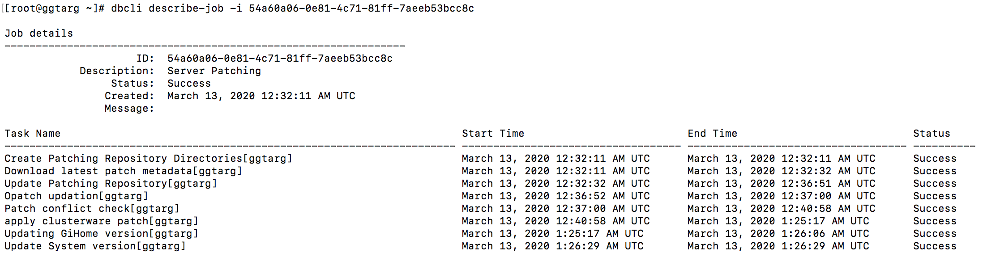 [[root@ggtarg ~]# dbcli describe-job -i 54a60a06-0e81-4c71-81ff-7aeeb53bcc8c
Job details
----------------------------------------------------------------
ID: 54a60a06-0e81-4c71-81ff-7aeeb53bcc8c
Description: Server Patching
Status: Success
Created: March 13, 2020 12:32:11 AM UTC
Message:
Task Name Start Time End Time Status
------------------------------------------------------------------------ ----------------------------------- ----------------------------------- ----------
Create Patching Repository Directories[ggtarg] March 13, 2020 12:32:11 AM UTC March 13, 2020 12:32:11 AM UTC Success
Download latest patch metadata[ggtarg] March 13, 2020 12:32:11 AM UTC March 13, 2020 12:32:32 AM UTC Success
Update Patching Repository[ggtarg] March 13, 2020 12:32:32 AM UTC March 13, 2020 12:36:51 AM UTC Success
Opatch updation[ggtarg] March 13, 2020 12:36:52 AM UTC March 13, 2020 12:37:00 AM UTC Success
Patch conflict check[ggtarg] March 13, 2020 12:37:00 AM UTC March 13, 2020 12:40:58 AM UTC Success
apply clusterware patch[ggtarg] March 13, 2020 12:40:58 AM UTC March 13, 2020 1:25:17 AM UTC Success
Updating GiHome version[ggtarg] March 13, 2020 1:25:17 AM UTC March 13, 2020 1:26:06 AM UTC Success
Update System version[ggtarg] March 13, 2020 1:26:29 AM UTC March 13, 2020 1:26:29 AM UTC Success